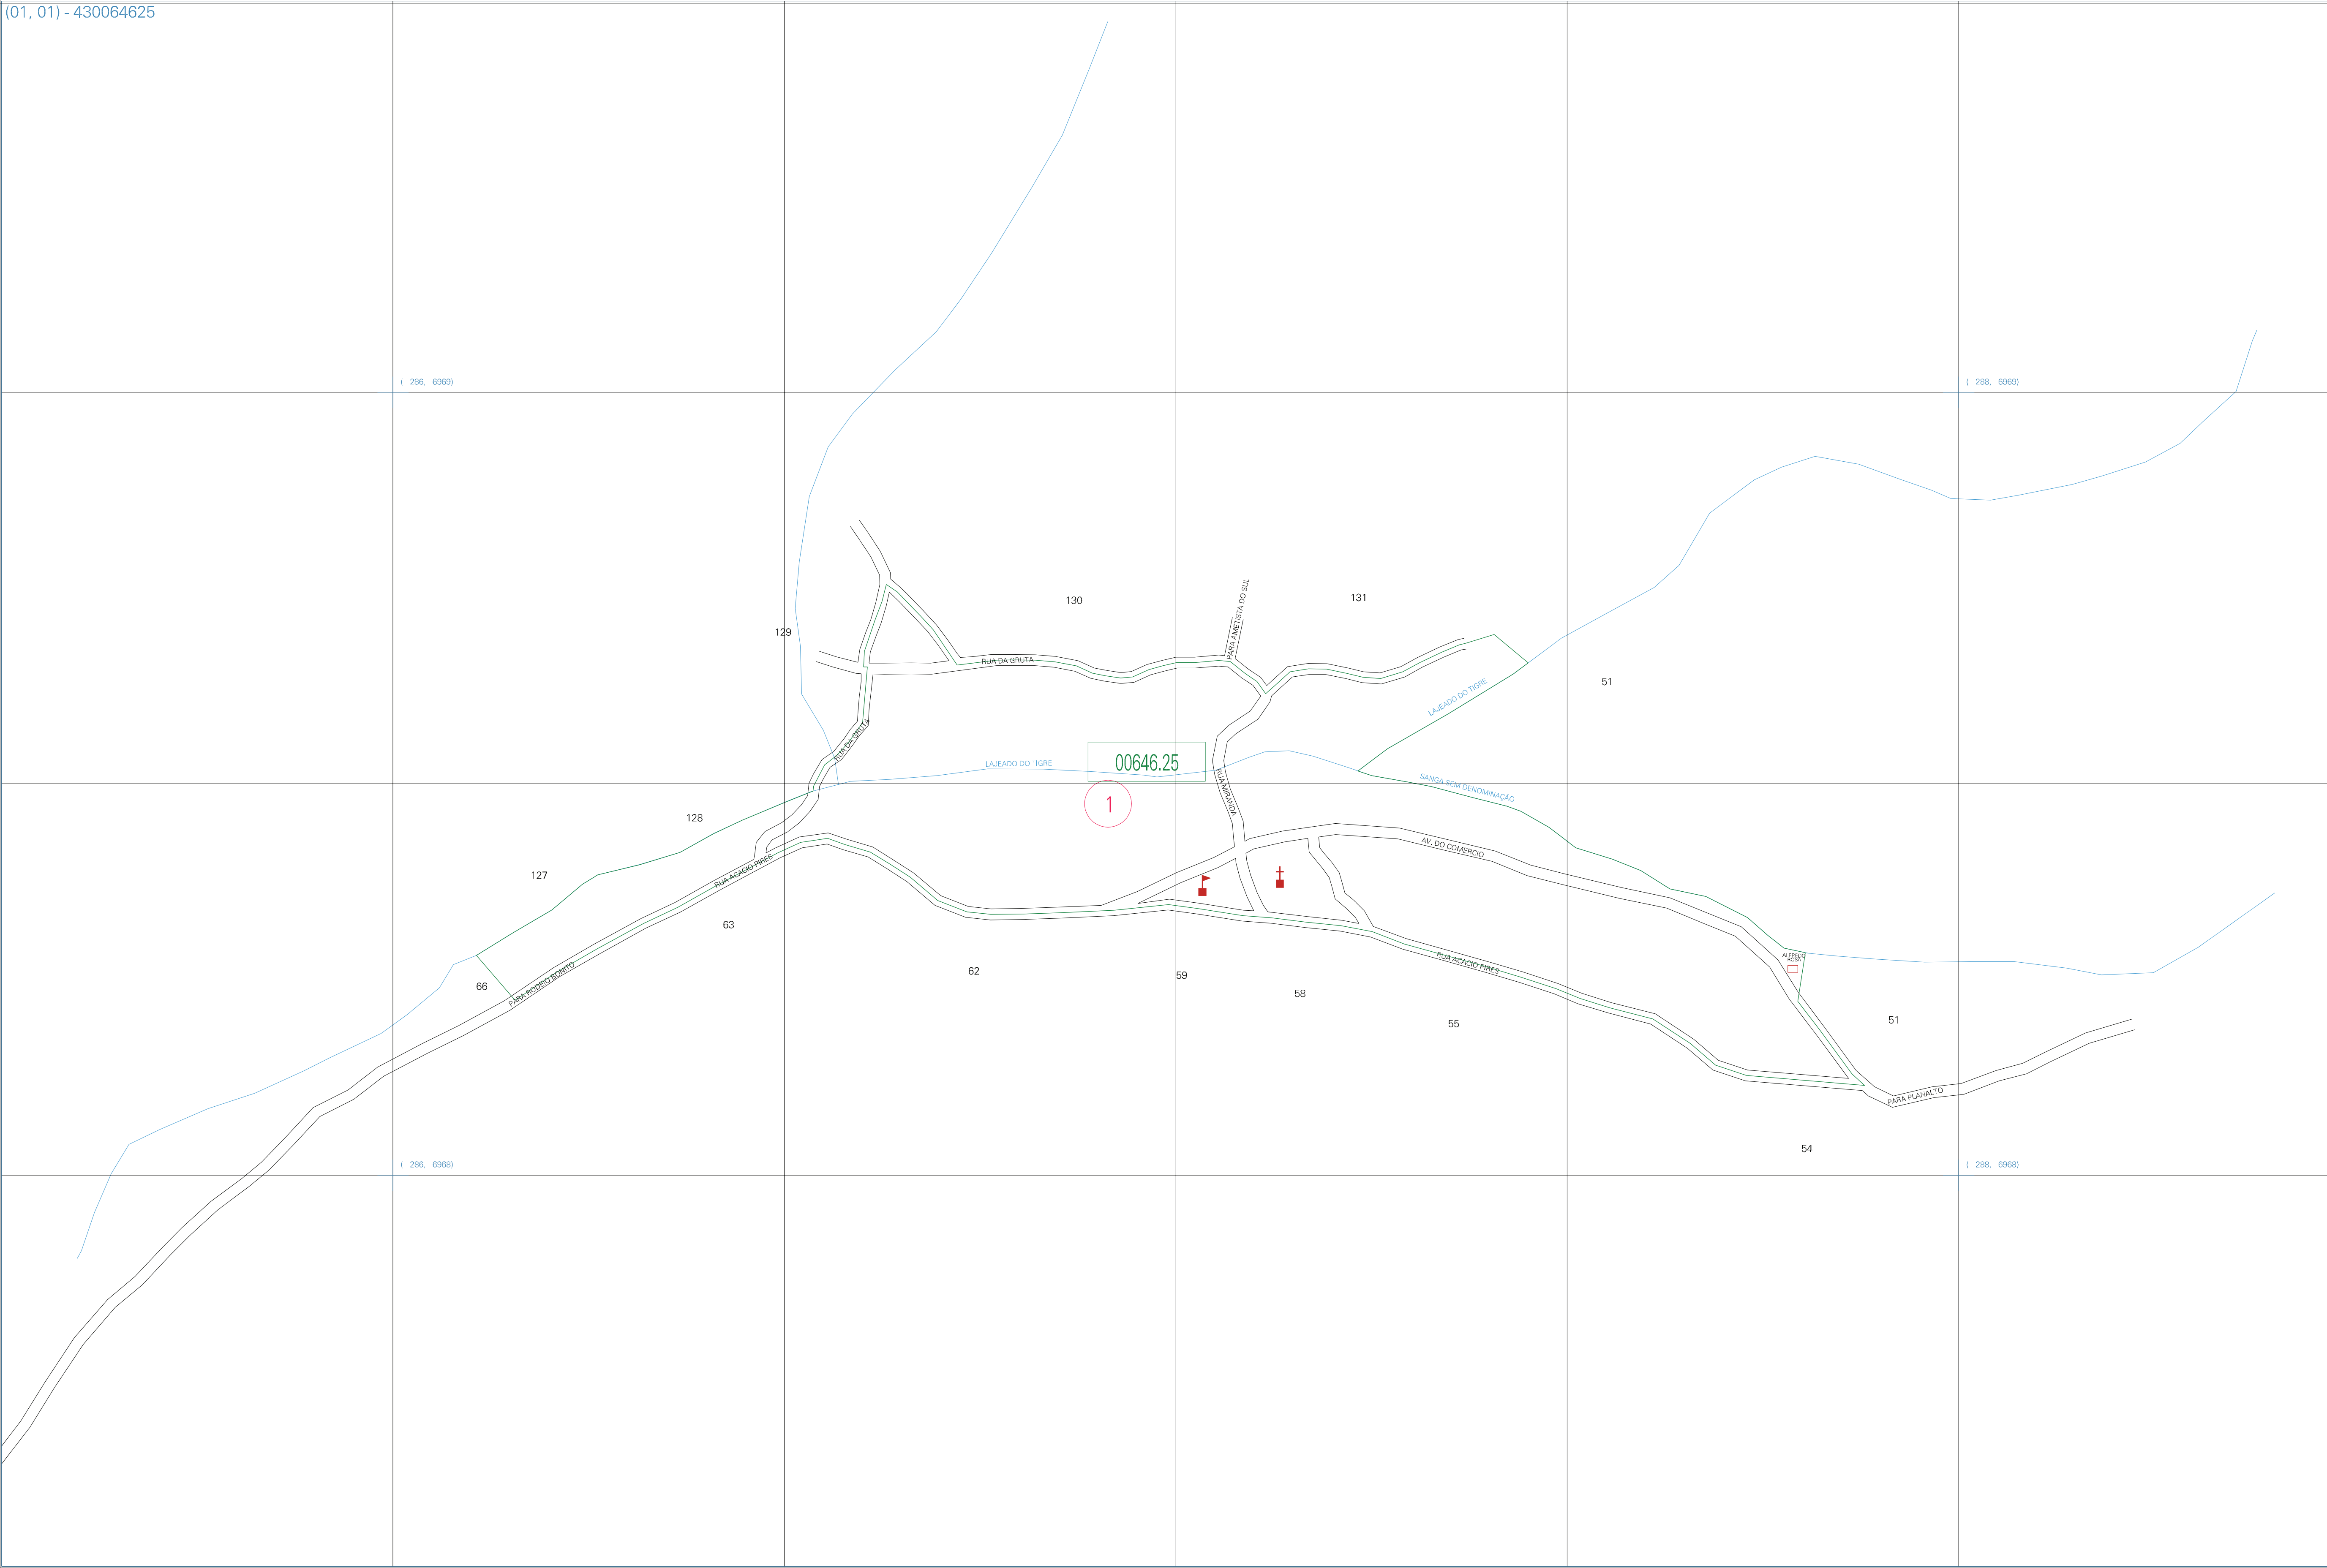 (01, 01) - 430064625
( 286, 6969)
( 288, 6969)
130
131
PARA AMETISTA DO SUL
129
RUA DA GRUTA
51
LAJEADO DO TIGRE
RUA DA GRUTA
00646.25
LAJEADO DO TIGRE
1
RUA MIRANDA
SANGA SEM DENOMINAÇÃO
128
AV. DO COMERCIO
RUA ACACIO PIRES
127
63
62
59
58
ALFREDO
ROSA
RUA ACACIO PIRES
66
PARA RODEIO BONITO
55
51
PARA PLANALTO
54
( 286, 6968)
( 288, 6968)